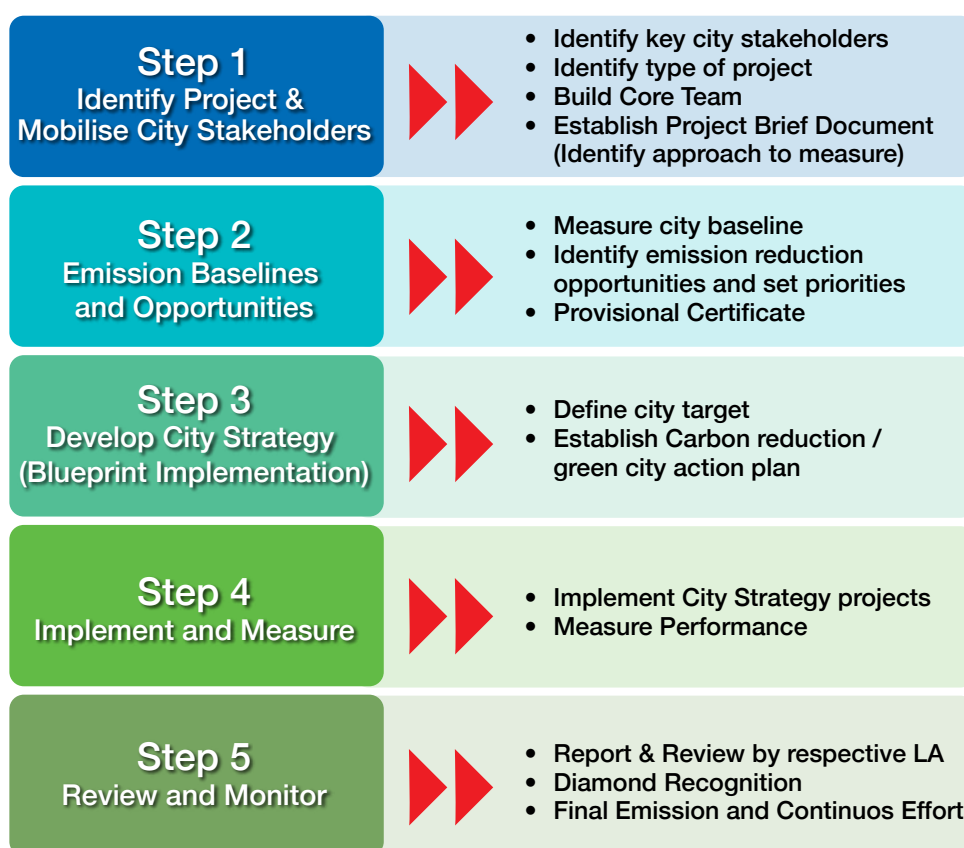 Step 1
Identify Project &
Mobilise City Stakeholders
• Identify key city stakeholders
• Identify type of project
• Build Core Team
• Establish Project Brief Document
(Identify approach to measure)
Step 2
Emission Baselines
and Opportunities
• Measure city baseline
• Identify emission reduction
opportunities and set priorities
• Provisional Certificate
Step 3
Develop City Strategy
(Blueprint Implementation)
• Define city target
• Establish Carbon reduction /
green city action plan
Step 4
Implement and Measure
• Implement City Strategy projects
• Measure Performance
Step 5
Review and Monitor
• Report & Review by respective LA
• Diamond Recognition
• Final Emission and Continuos Effort